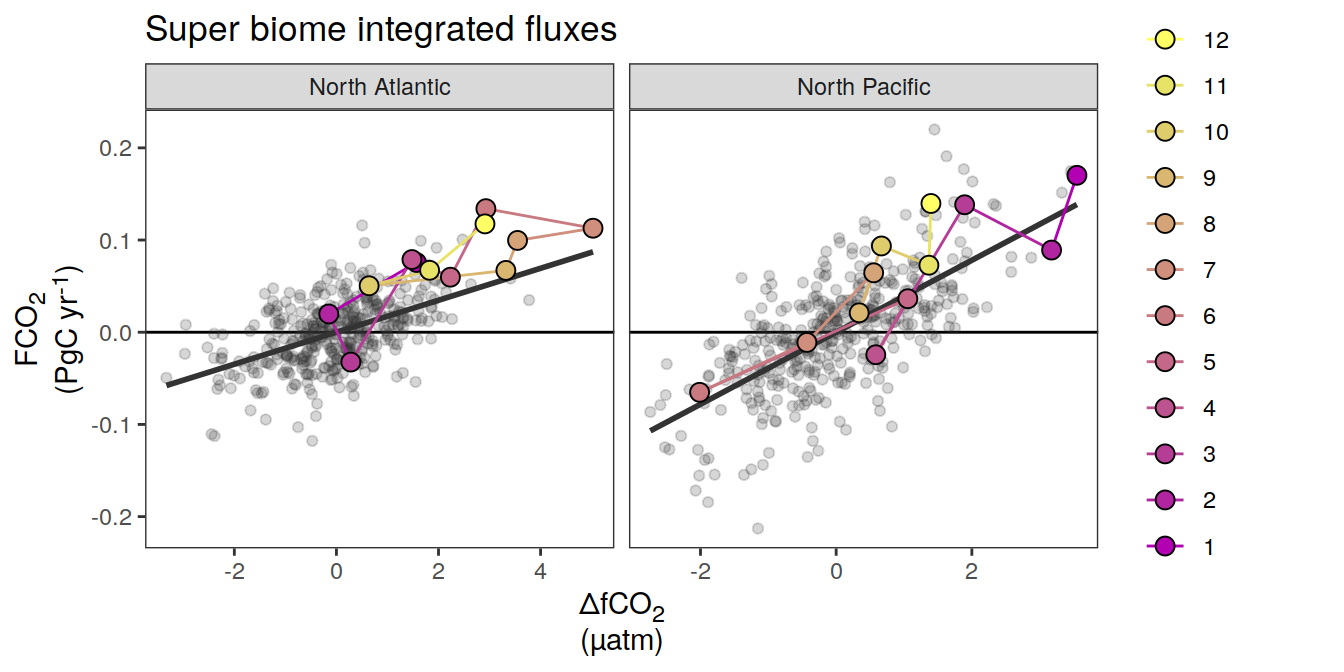 Super biome integrated fluxes
North Atlantic
North Pacific
FCO₂
(PgC yr⁻¹)
0.2
0.1
0.0
-0.1
-0.2
-2 0 2 4
-2 0 2
ΔfCO₂
(µatm)
12
11
10
9
8
7
6
5
4
3
2
1